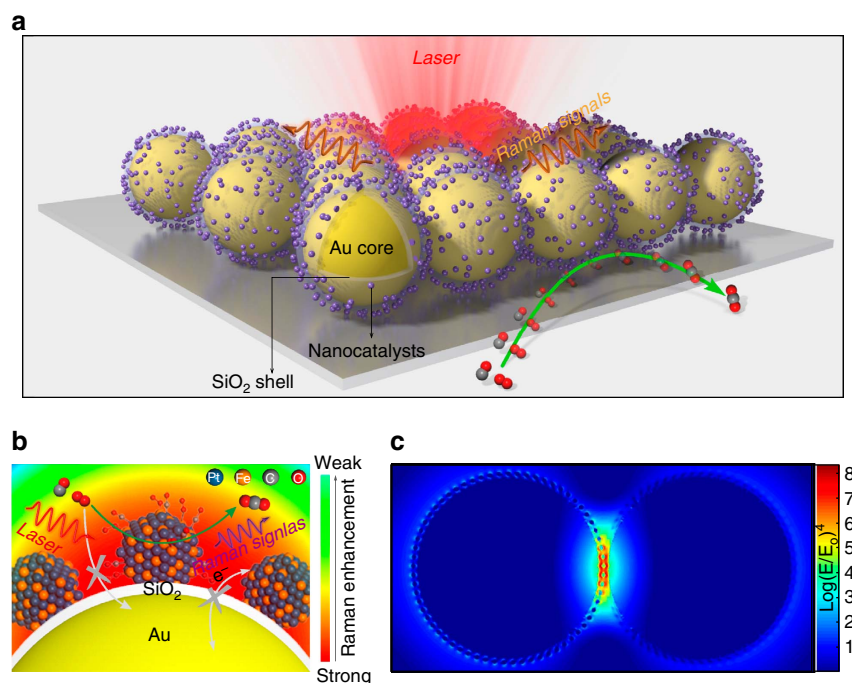 a
Laser
Raman signals
Au core
Nanocatalysts
SiO2 shell
b
Pt Fe C O
Weak
Laser
Raman signlas
e–
SiO2
Au
Raman enhancement
Strong
c
8
7
6
5
4
3
2
1
Log(E/Eo)^4